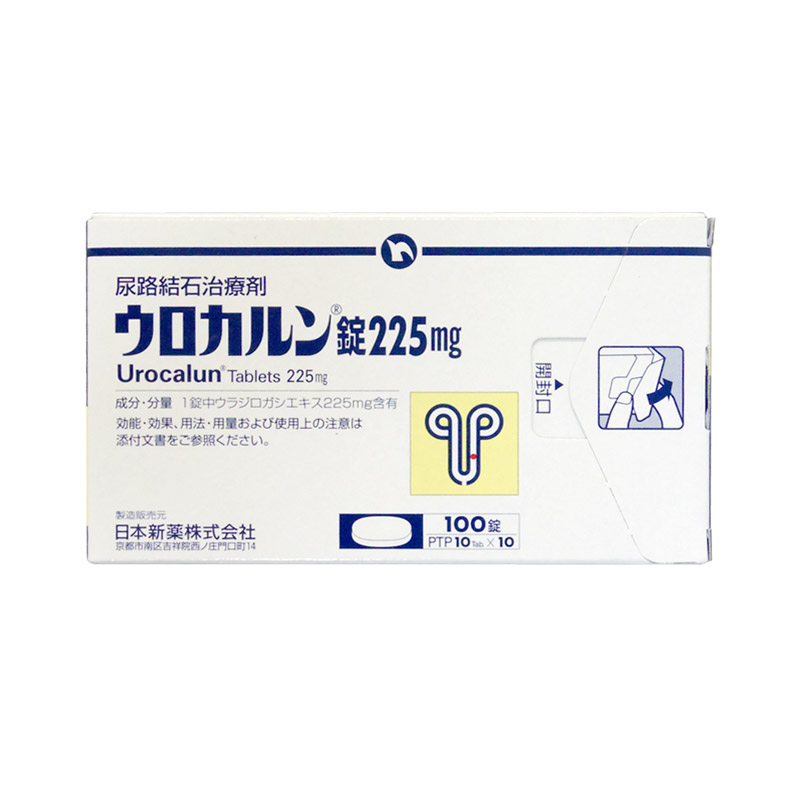 尿路結石治療剤
ウロカルン®錠225mg
Urocalun® Tablets 225mg
成分・分量 1錠中ウラジロガシエキス225mg含有
効能・効果、用法・用量および使用上の注意は
添付文書をご参照ください。
製造販売元
日本新薬株式会社
京都市南区吉祥院西ノ庄門口町14
100錠
PTP 10 Tab. × 10
▲開封口